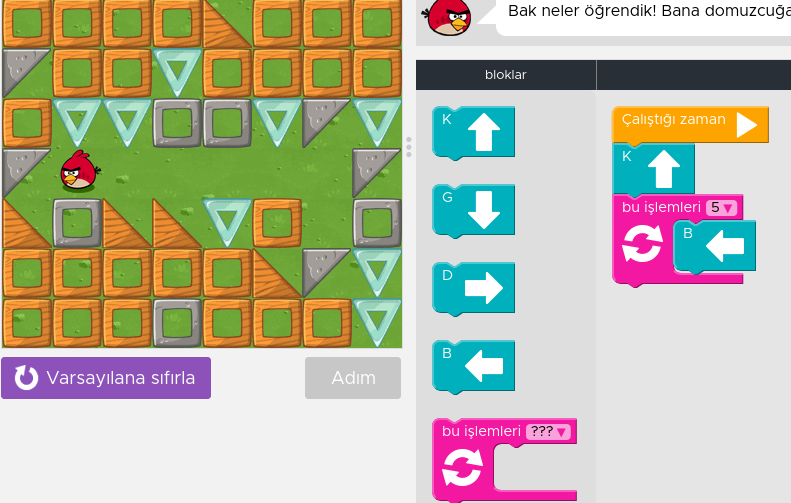 Bak neler öğrendik! Bana domuzcuğa
bloklar
K
G
D
B
bu işlemleri ??? ▼
Çalıştığı zaman
K
bu işlemleri 5 ▼
B
Varsayılana sıfırla
Adım